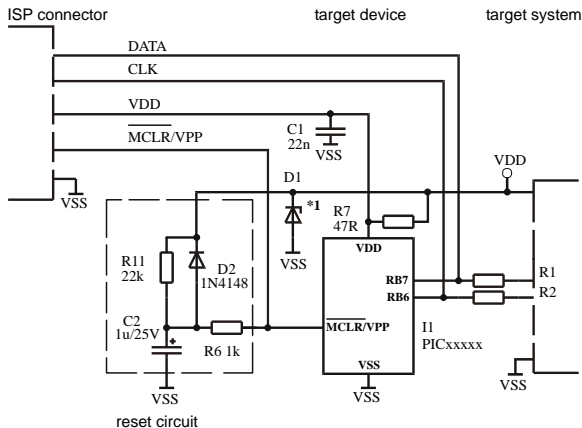 ISP connector
target device
target system
DATA
CLK
VDD
C1
22n
VSS
MCLR/VPP
VDD
VSS
D1
*1
R7
47R
VSS
VDD
R11
22k
D2
1N4148
RB7
R1
RB6
R2
C2
1u/25V
+
R6 1k
MCLR/VPP
I1
PICxxxxx
VSS
VSS
VSS
VSS
reset circuit